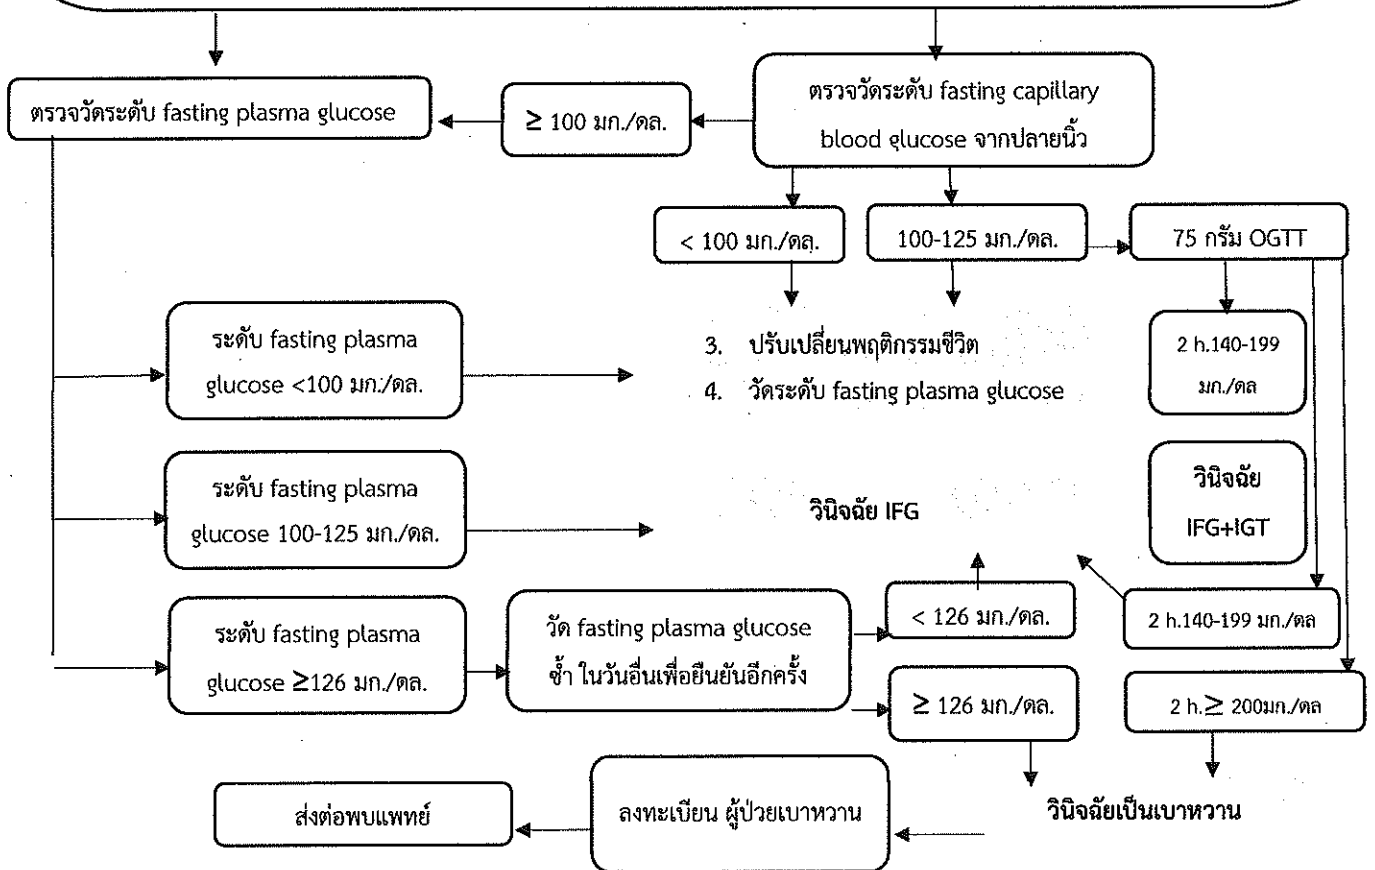 ตรวจวัดระดับ fasting plasma glucose
≥ 100 มก./ดล.
ตรวจวัดระดับ fasting capillary
blood glucose จากปลายนิ้ว
< 100 มก./ดล.
100-125 มก./ดล.
75 กรัม OGTT
ระดับ fasting plasma
glucose <100 มก./ดล.
3. ปรับเปลี่ยนพฤติกรรมชีวิต
4. วัดระดับ fasting plasma glucose
2 h.140-199
มก./ดล
ระดับ fasting plasma
glucose 100-125 มก./ดล.
วินิจฉัย IFG
วินิจฉัย
IFG+IGT
ระดับ fasting plasma
glucose ≥126 มก./ดล.
วัด fasting plasma glucose
ซ้ำ ในวันอื่นเพื่อยืนยันอีกครั้ง
< 126 มก./ดล.
2 h.140-199 มก./ดล
≥ 126 มก./ดล.
2 h.≥ 200มก./ดล
ส่งต่อพบแพทย์
ลงทะเบียน ผู้ป่วยเบาหวาน
วินิจฉัยเป็นเบาหวาน